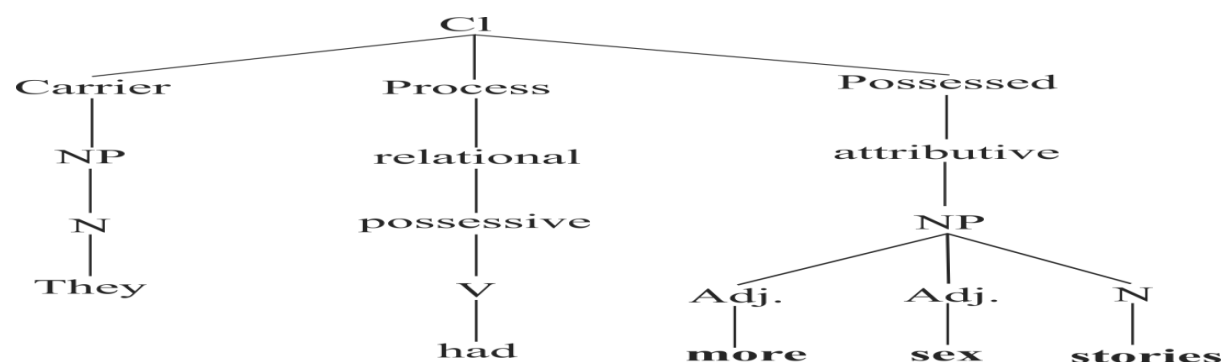 Cl
Carrier Process Possessed
NP relational attributive
N possessive NP
They V Adj. Adj. N
had more sex stories